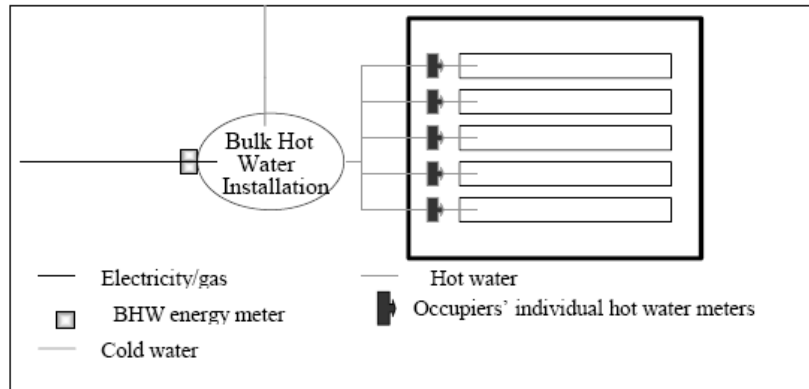 Bulk Hot
Water
Installation
Electricity/gas
Hot water
BHW energy meter
Occupiers’ individual hot water meters
Cold water